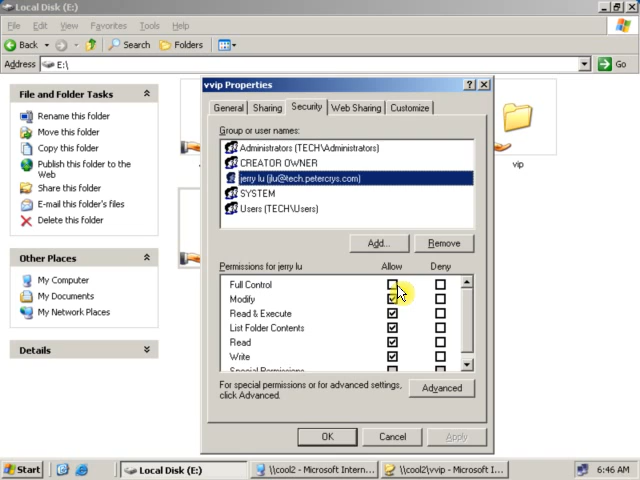 Local Disk (E:)
File Edit View Favorites Tools Help
Back Search Folders
Address E:\ Go
File and Folder Tasks
Rename this folder
Move this folder
Copy this folder
Publish this folder to the
Web
Share this folder
E-mail this folder's files
Delete this folder
Other Places
My Computer
My Documents
My Network Places
Details
vip
vvip Properties
General Sharing Security Web Sharing Customize
Group or user names:
Administrators (TECH\Administrators)
CREATOR OWNER
jerry lu (jlu@tech.petercrys.com)
SYSTEM
Users (TECH\Users)
Add... Remove
Permissions for jerry lu Allow Deny
Full Control
Modify
Read & Execute
List Folder Contents
Read
Write
Special Permissions
For special permissions or for advanced settings,
click Advanced.
Advanced
OK Cancel Apply
Start Local Disk (E:) \\cool2 - Microsoft Intern... \\cool2\vvip - Microsoft I... 6:46 AM